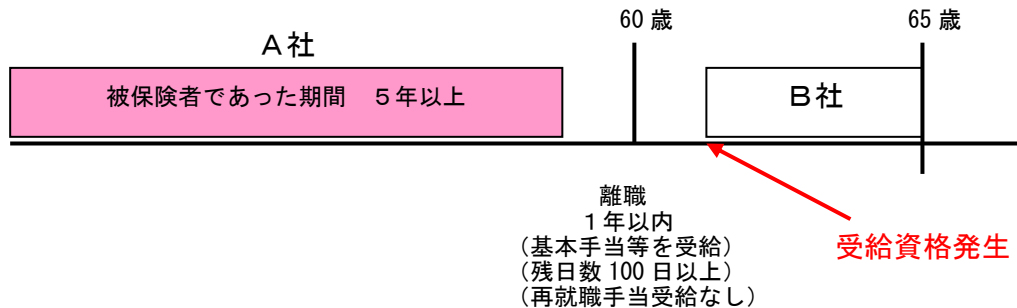 60歳
65歳
A社
被保険者であった期間 5年以上
B社
離職
1年以内
(基本手当等を受給)
(残日数100日以上)
(再就職手当受給なし)
受給資格発生